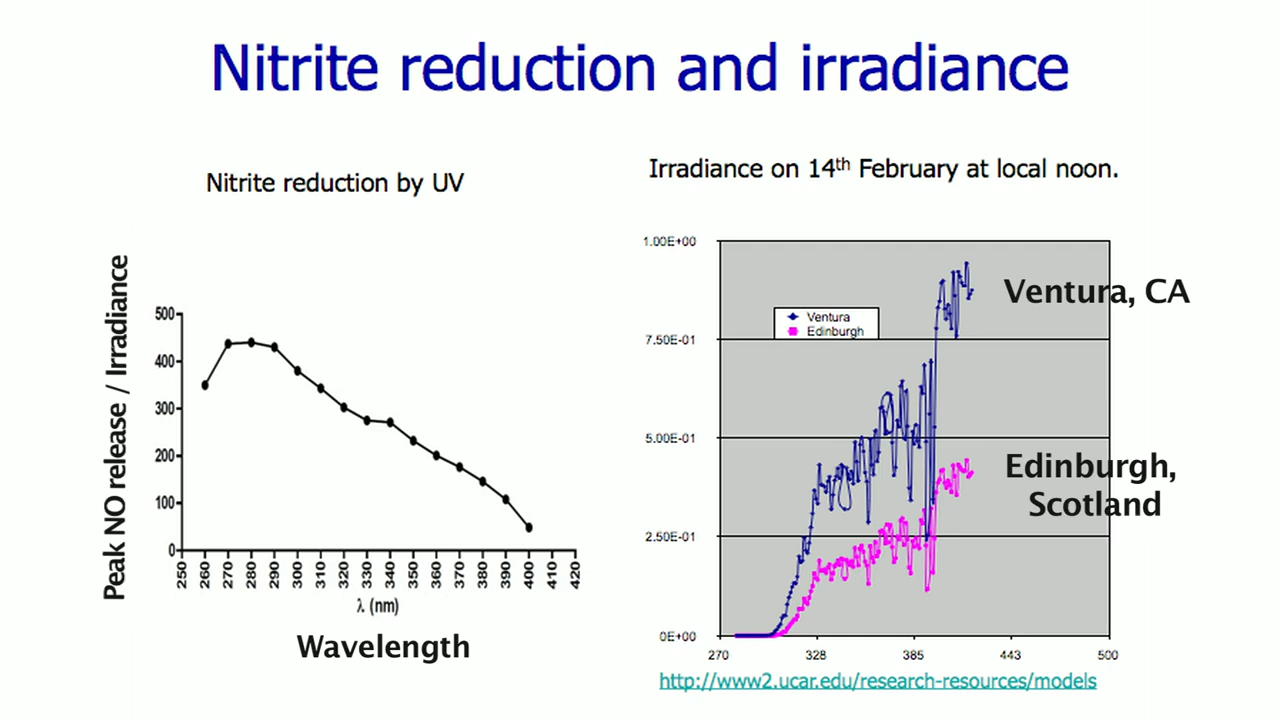 Nitrite reduction and irradiance
Nitrite reduction by UV
Irradiance on 14th February at local noon.
Peak NO release / Irradiance
500
400
300
200
100
0
250
260
270
280
290
300
310
320
330
340
350
360
370
380
390
400
410
420
λ (nm)
Wavelength
1.00E+00
7.50E-01
5.00E-01
2.50E-01
0E+00
270
328
385
443
500
Ventura
Edinburgh
Ventura, CA
Edinburgh,
Scotland
http://www2.ucar.edu/research-resources/models